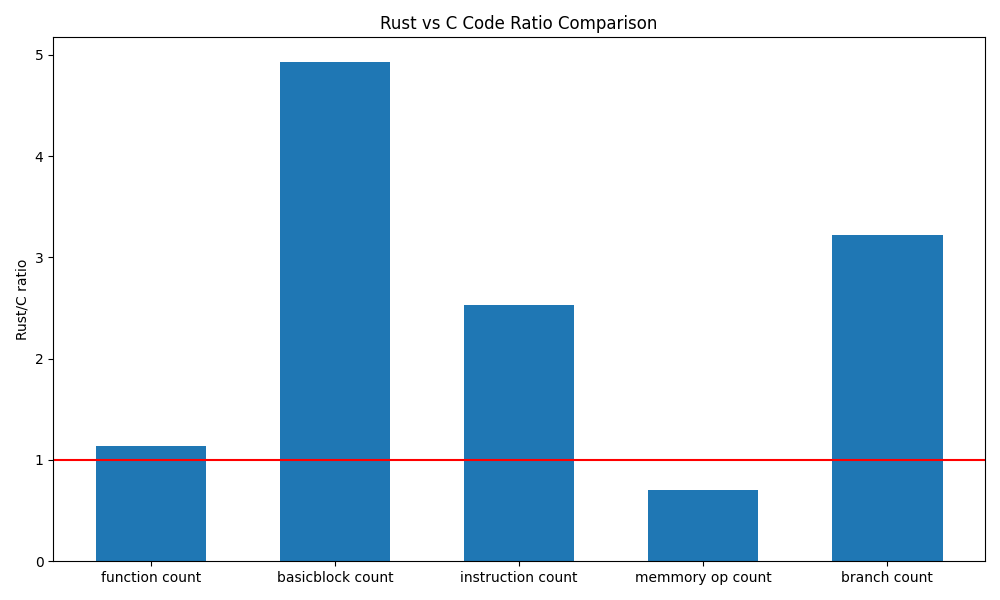 Rust vs C Code Ratio Comparison
Rust/C ratio
5
4
3
2
1
0
function count
basicblock count
instruction count
memmory op count
branch count